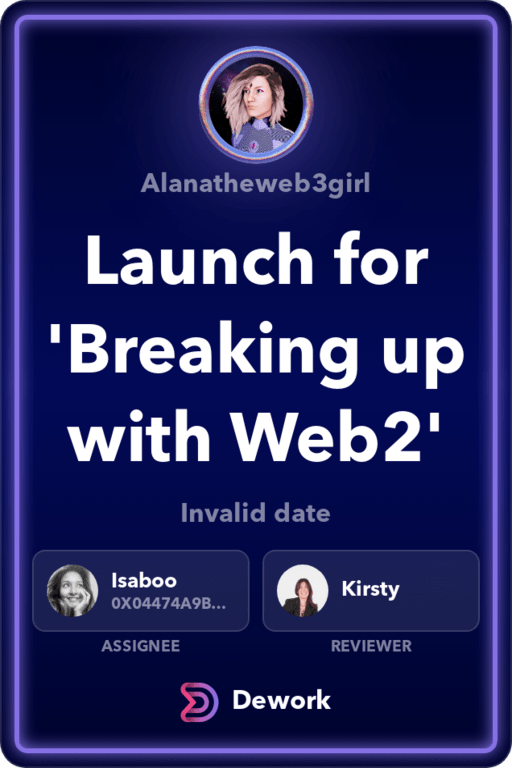 Alanatheweb3girl
Launch for
'Breaking up
with Web2'
Invalid date
Isaboo
0X04474A9B...
ASSIGNEE
Kirsty
REVIEWER
Dework